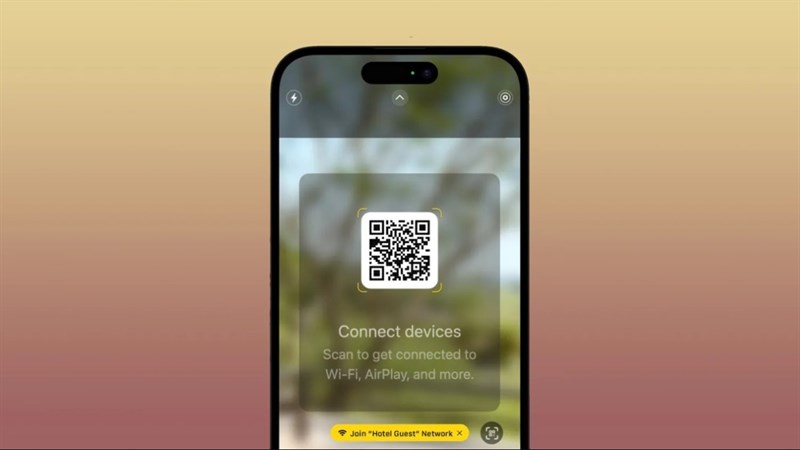 Connect devices
Scan to get connected to
Wi-Fi, AirPlay, and more.
Join "Hotel Guest" Network